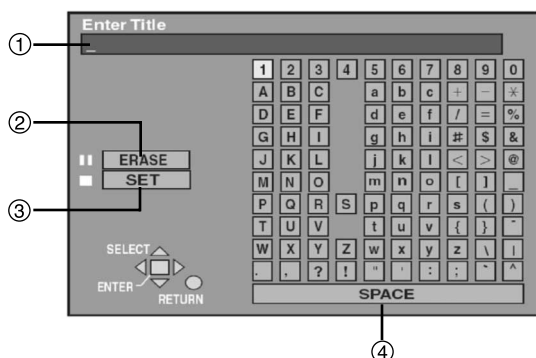 Enter Title
①
_
1 2 3 4 5 6 7 8 9 0
A B C a b c + - *
②
D E F d e f / = %
G H I g h i # $ &
ERASE
J K L j k l < > @
SET
M N O m n o [ ] _
③
P Q R S p q r s ( )
T U V t u v { } ¯
SELECT
W X Y Z w x y z \ |
ENTER
. , ? ! " ' : ; ` ^
RETURN
SPACE
④